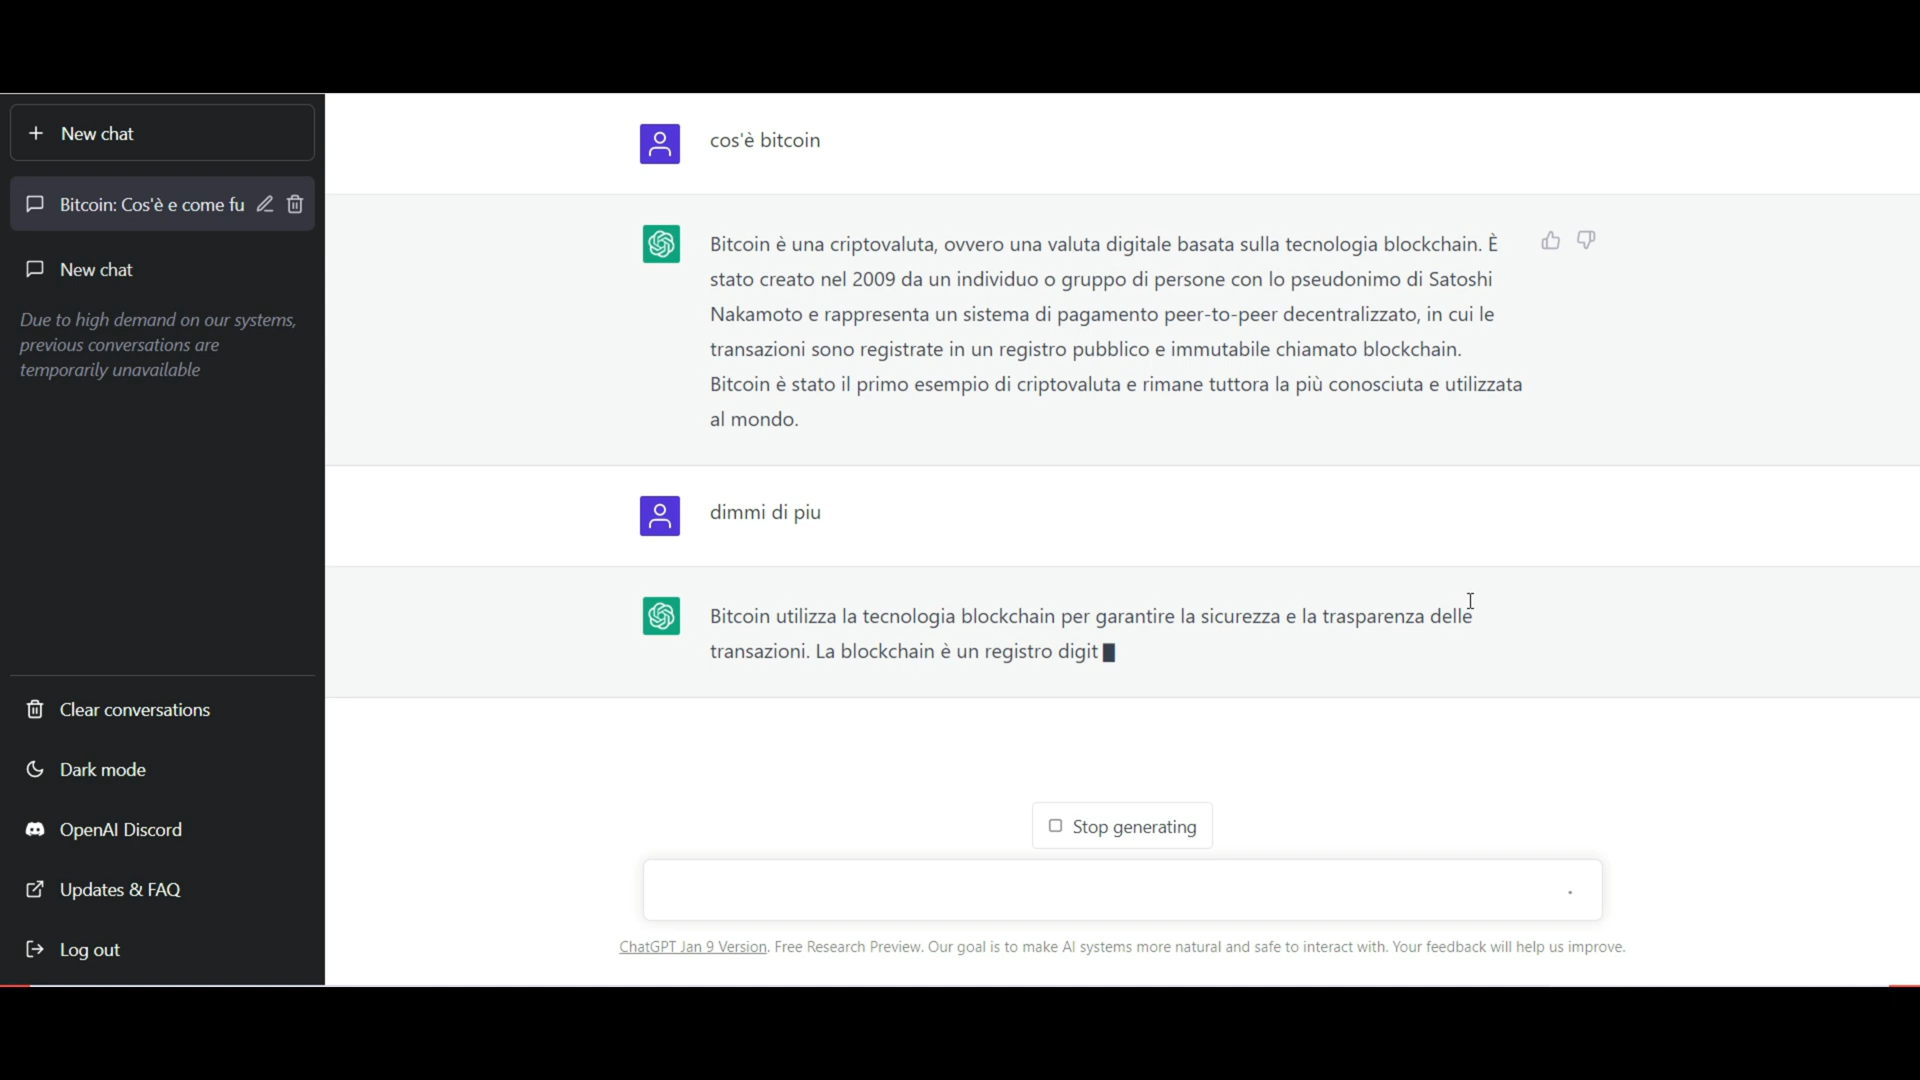 New chat
Bitcoin: Cos'è e come fu
New chat
Due to high demand on our systems,
previous conversations are
temporarily unavailable
Clear conversations
Dark mode
OpenAI Discord
Updates & FAQ
Log out
cos'è bitcoin
Bitcoin è una criptovaluta, ovvero una valuta digitale basata sulla tecnologia blockchain. È
stato creato nel 2009 da un individuo o gruppo di persone con lo pseudonimo di Satoshi
Nakamoto e rappresenta un sistema di pagamento peer-to-peer decentralizzato, in cui le
transazioni sono registrate in un registro pubblico e immutabile chiamato blockchain.
Bitcoin è stato il primo esempio di criptovaluta e rimane tuttora la più conosciuta e utilizzata
al mondo.
dimmi di piu
Bitcoin utilizza la tecnologia blockchain per garantire la sicurezza e la trasparenza delle
transazioni. La blockchain è un registro digit
Stop generating
ChatGPT Jan 9 Version. Free Research Preview. Our goal is to make AI systems more natural and safe to interact with. Your feedback will help us improve.